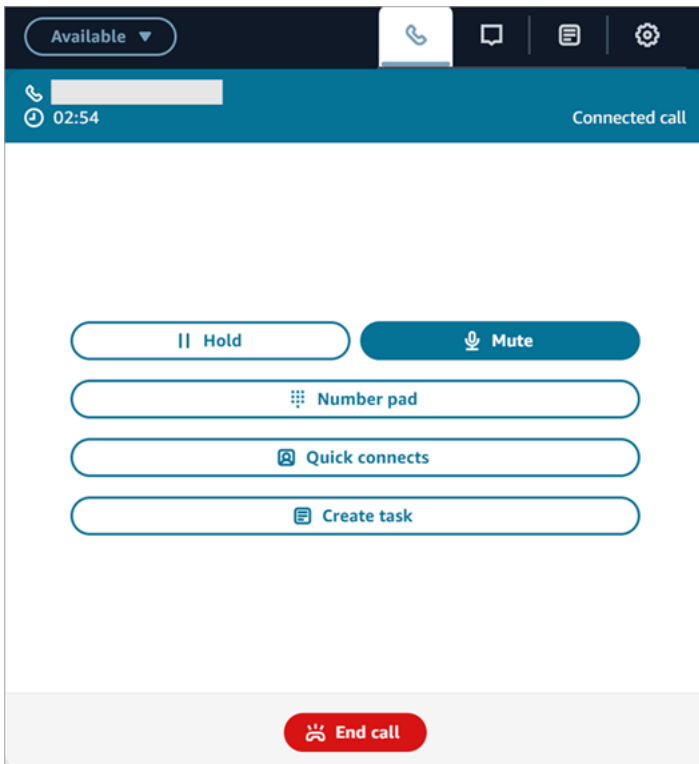 Available
02:54 Connected call
Hold Mute
Number pad
Quick connects
Create task
End call